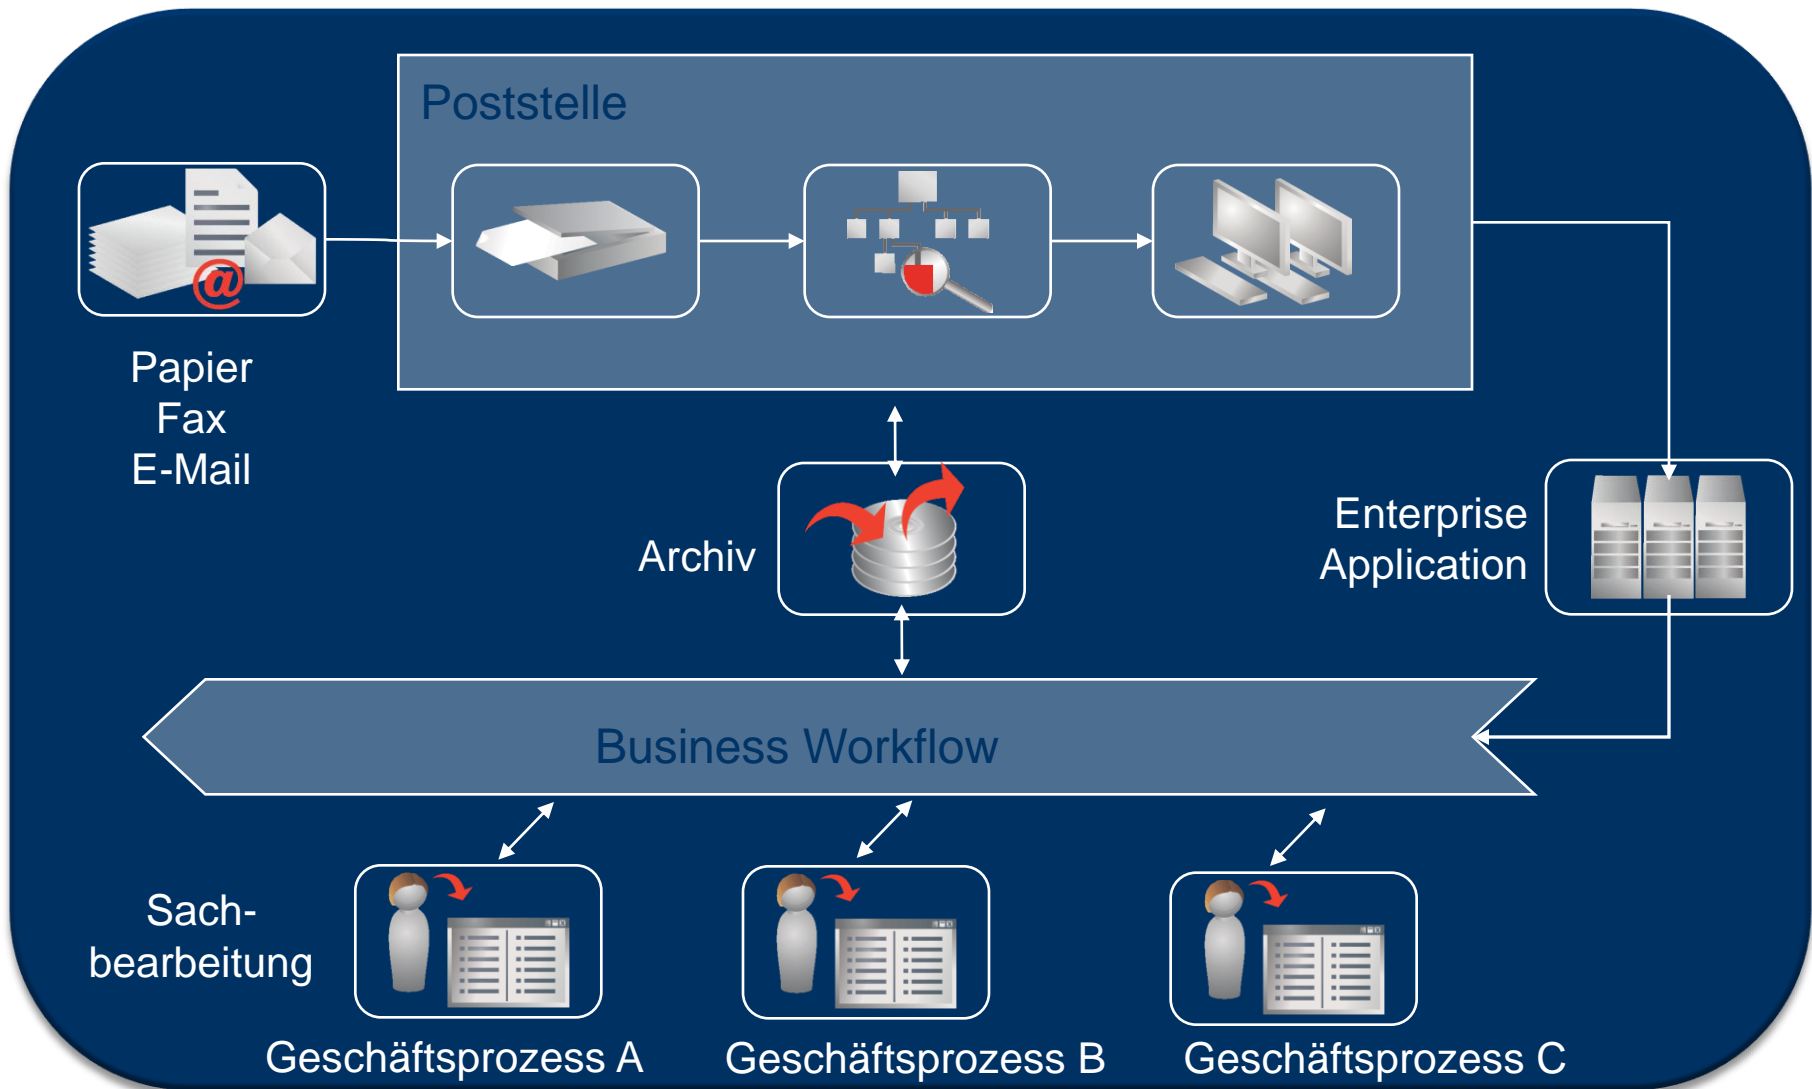 Poststelle
@
Papier
Fax
E-Mail
Archiv
Enterprise
Application
Business Workflow
Sach-
bearbeitung
Geschäftsprozess A
Geschäftsprozess B
Geschäftsprozess C